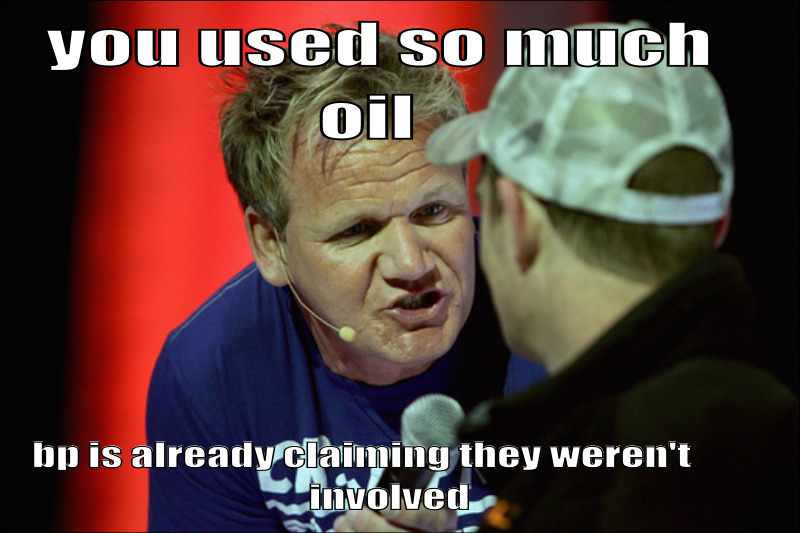 you used so much
oil
bp is already claiming they weren't
involved